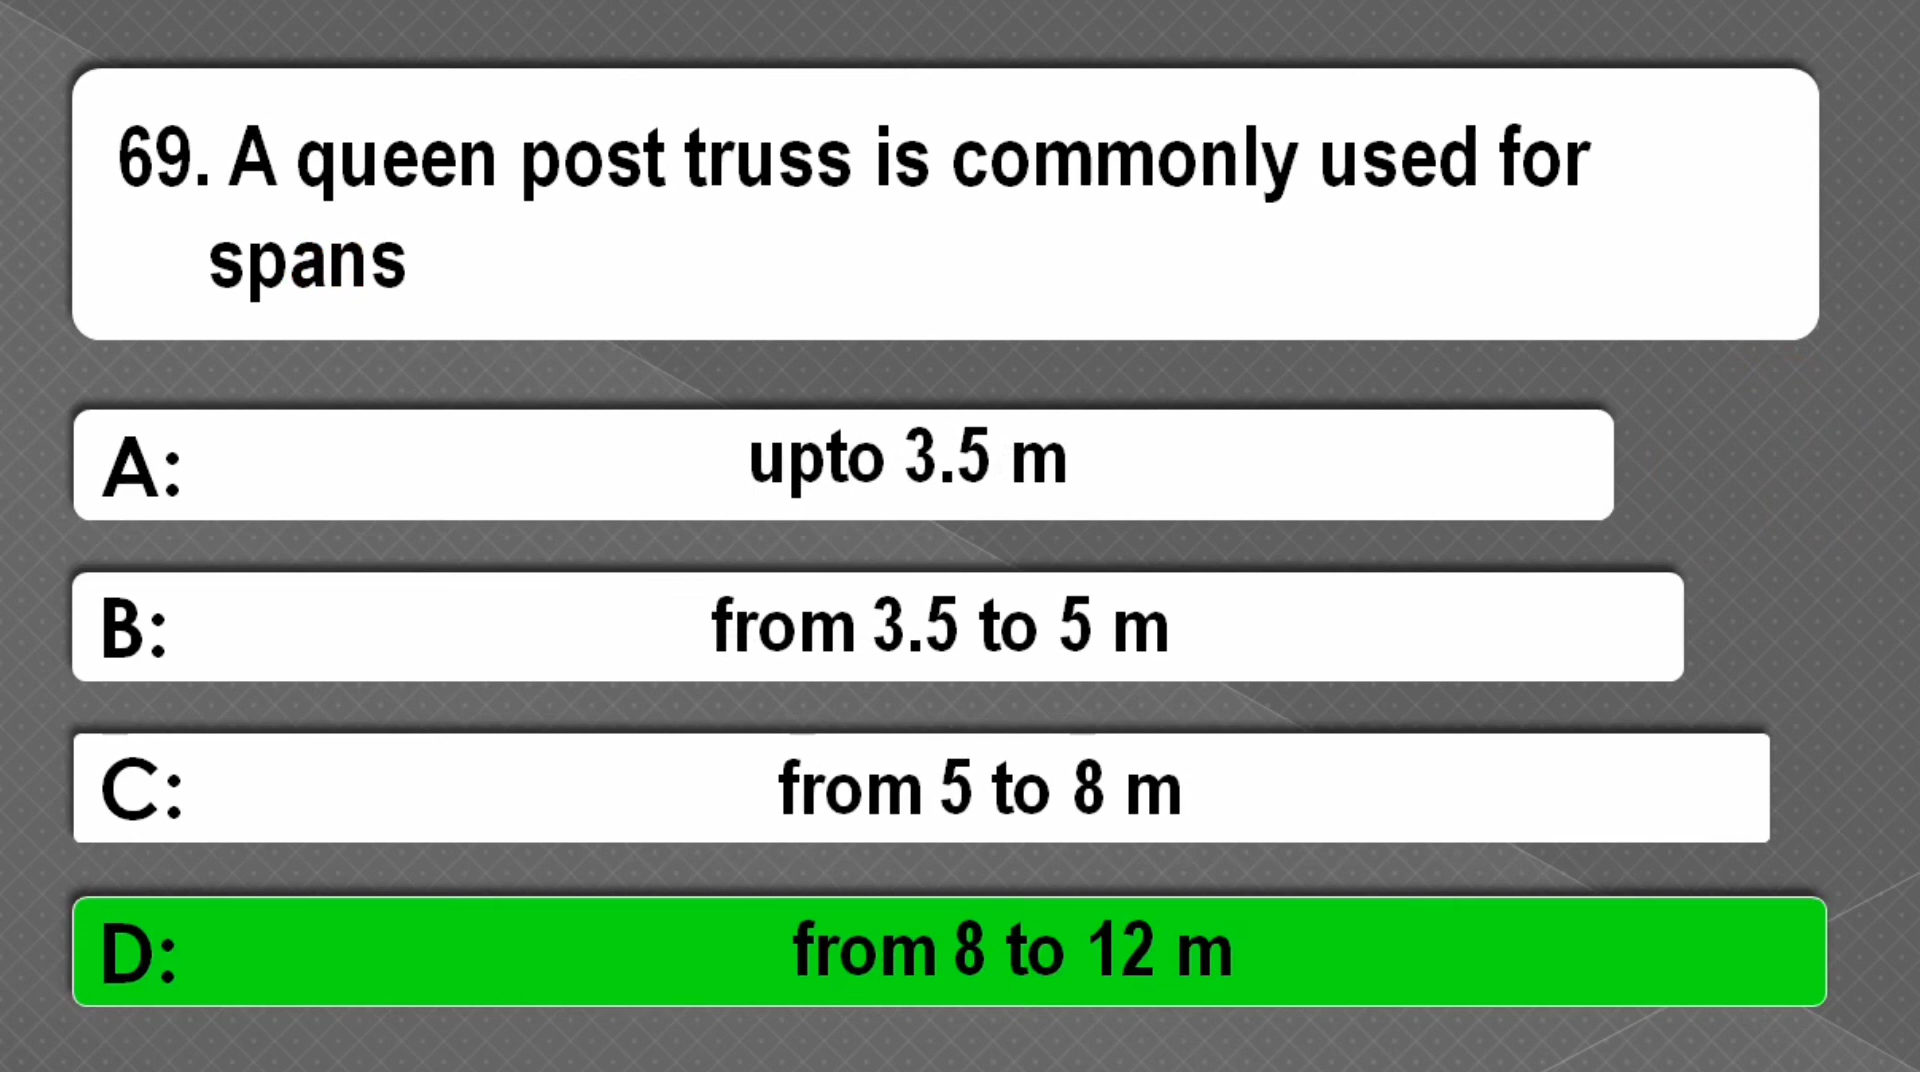 69. A queen post truss is commonly used for
spans
A: upto 3.5 m
B: from 3.5 to 5 m
C: from 5 to 8 m
D: from 8 to 12 m